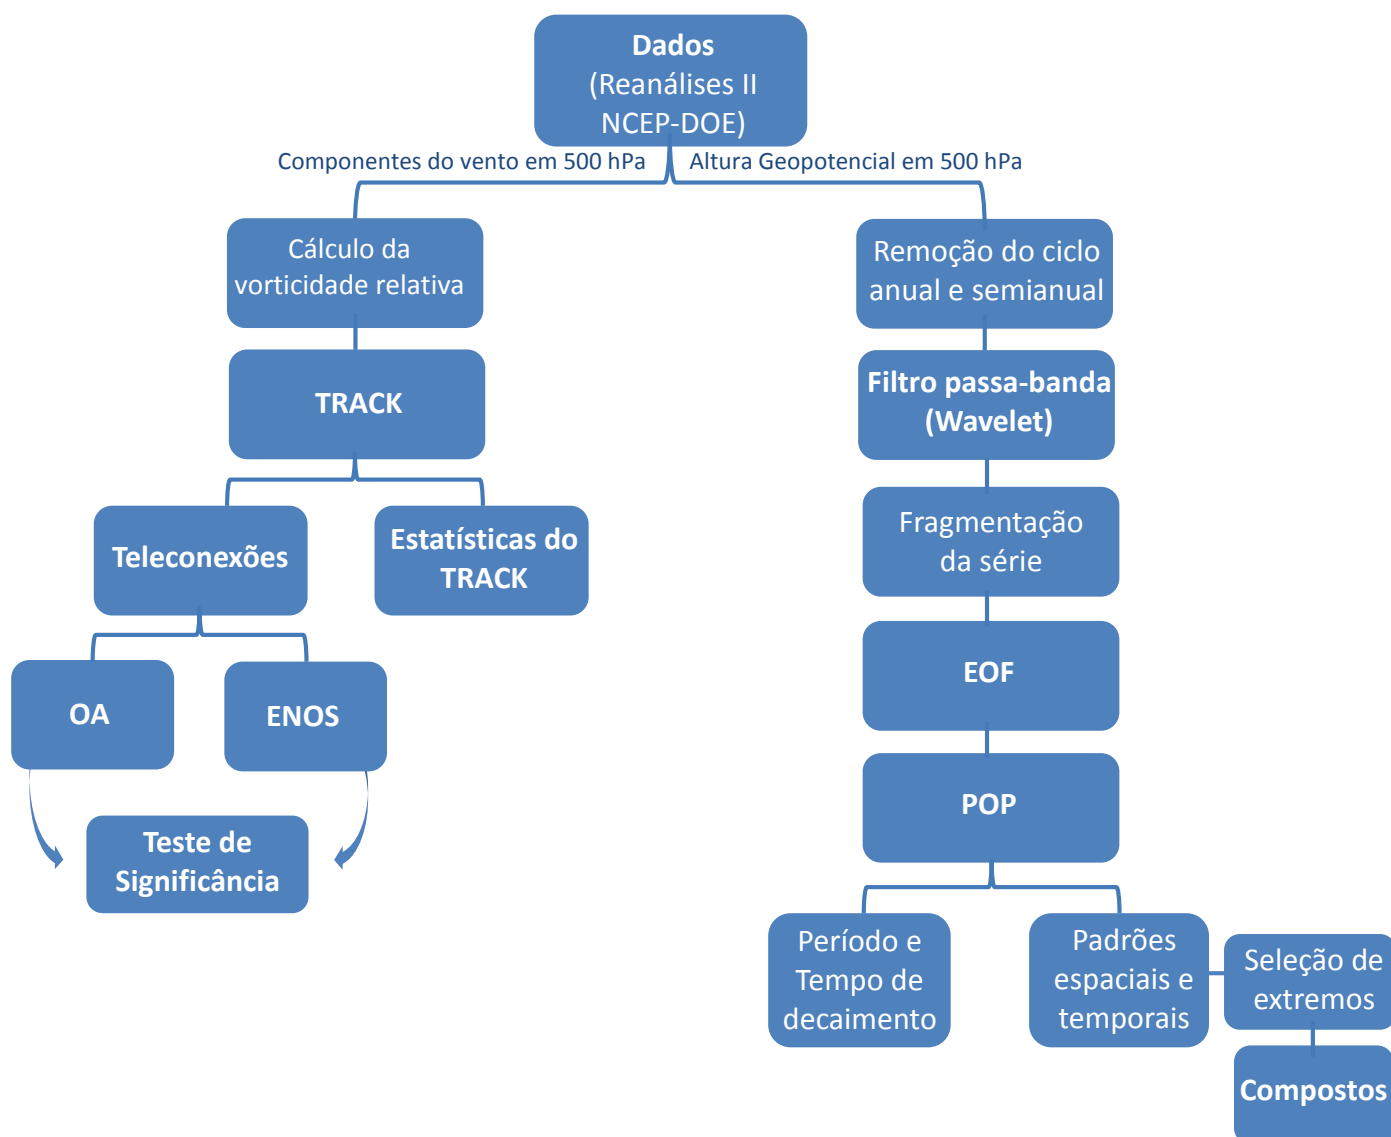 Dados
(Reanálises II
NCEP-DOE)
Componentes do vento em 500 hPa
Altura Geopotencial em 500 hPa
Cálculo da
vorticidade relativa
TRACK
Teleconexões
Estatísticas do
TRACK
OA
ENOS
Teste de
Significância
Remoção do ciclo
anual e semianual
Filtro passa-banda
(Wavelet)
Fragmentação
da série
EOF
POP
Período e
Tempo de
decaimento
Padrões
espaciais e
temporais
Seleção de
extremos
Compostos